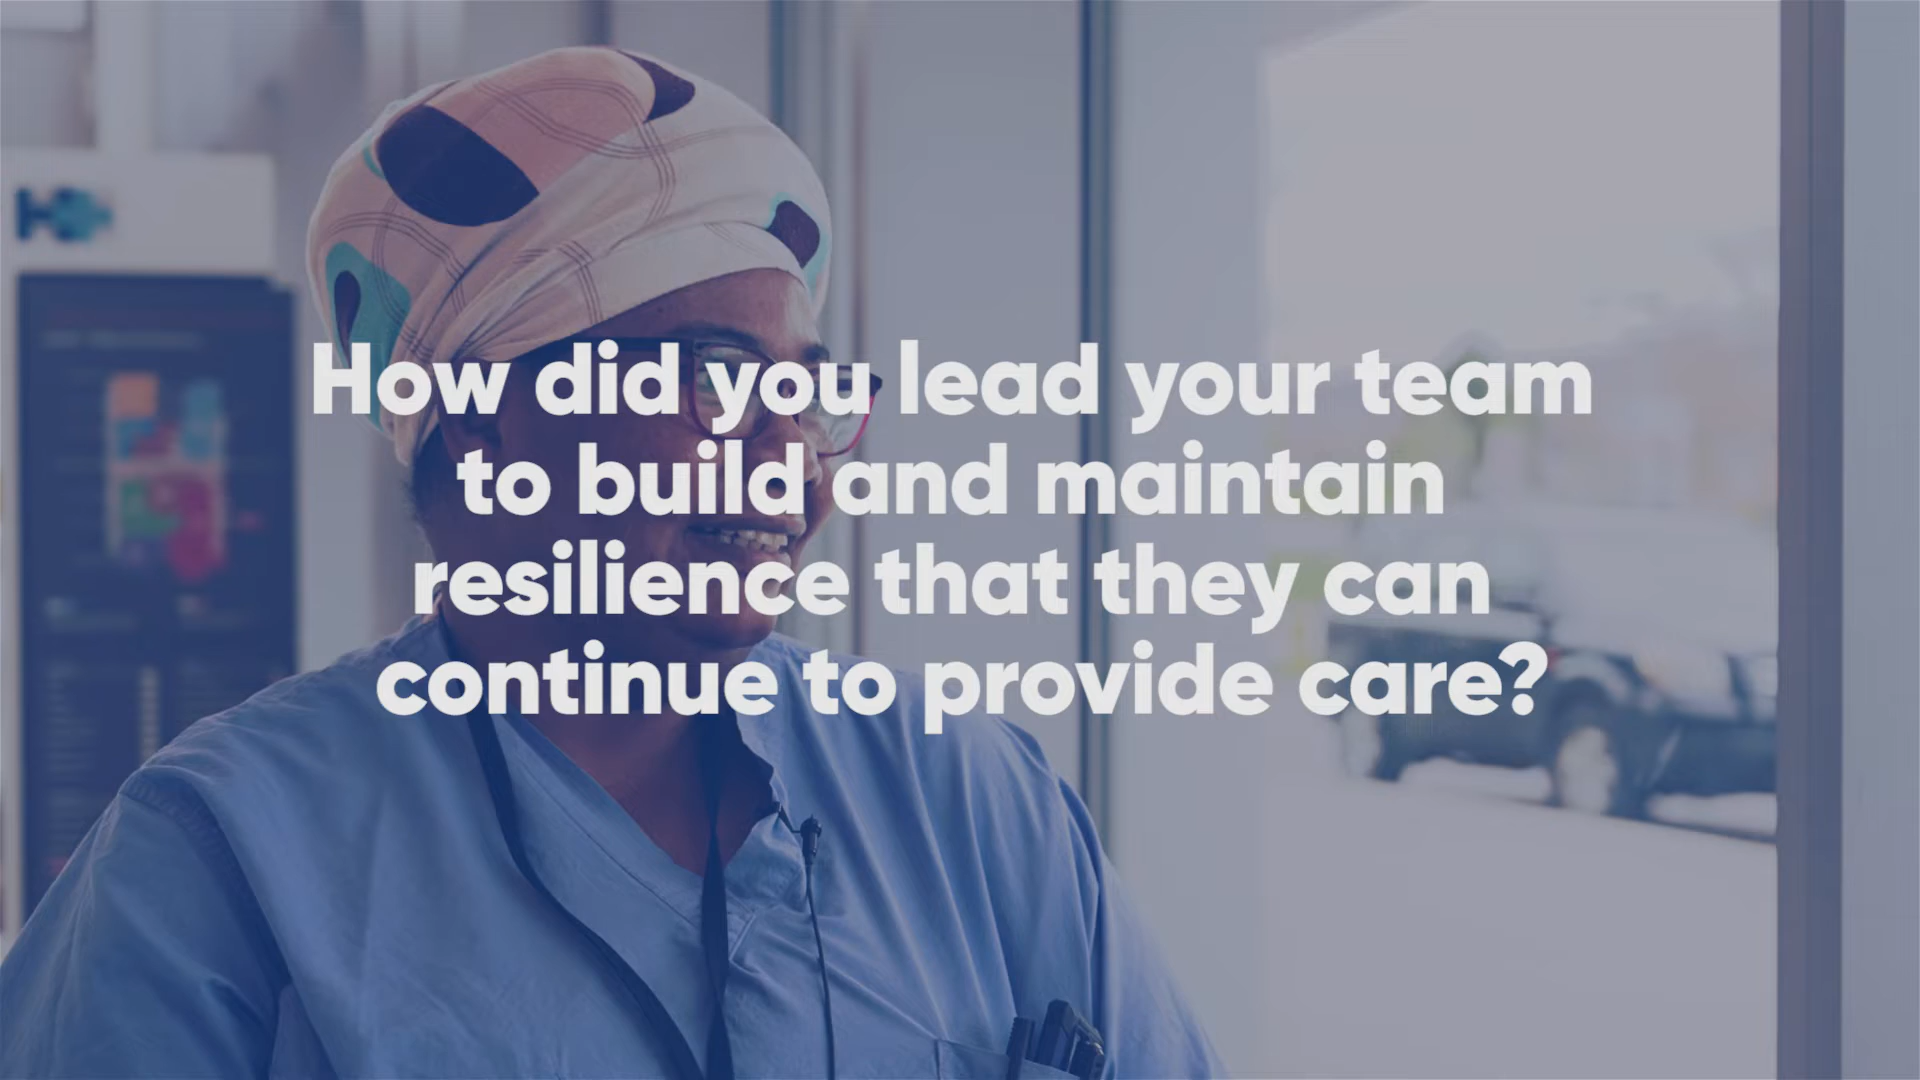 How did you lead your team
to build and maintain
resilience that they can
continue to provide care?